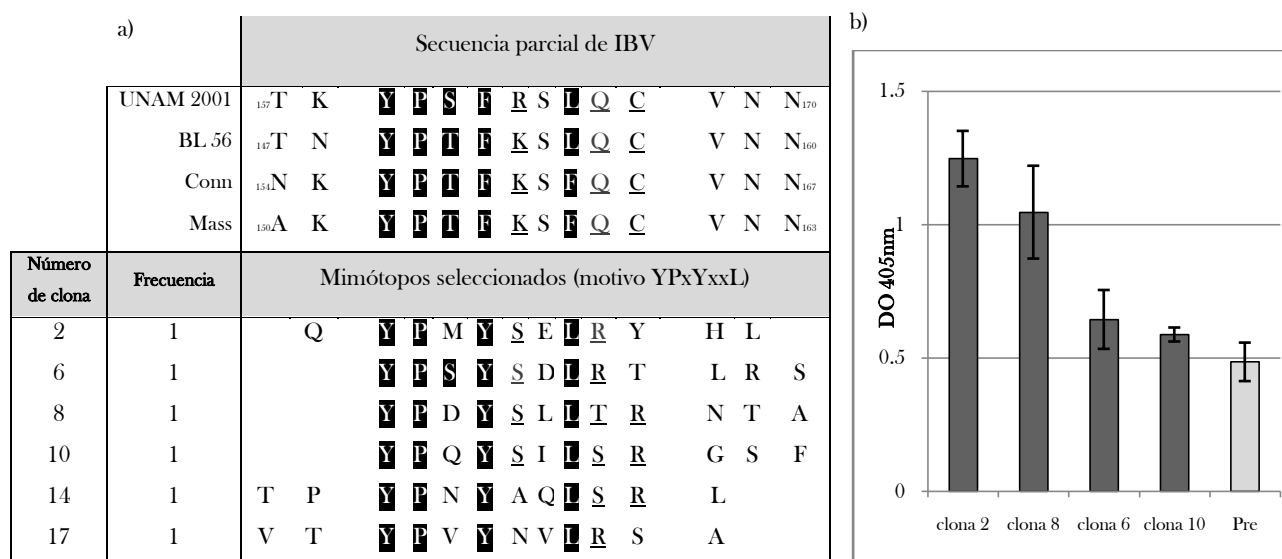 a)
Secuencia parcial de IBV
UNAM 2001 157T K Y P S F R S L Q C V N N170
BL 56 147T N Y P T F K S L Q C V N N160
Conn 154N K Y P T F K S F Q C V N N167
Mass 150A K Y P T F K S F Q C V N N163
Número de clona Frecuencia Mimótopos seleccionados (motivo YPxYxxL)
2 1 Q Y P M Y S E L R Y H L
6 1 Y P S Y S D L R T L R S
8 1 Y P D Y S L L T R N T A
10 1 Y P Q Y S I L S R G S F
14 1 T P Y P N Y A Q L S R L
17 1 V T Y P V Y N V L R S A
b)
DO 405nm
1.5
1
0.5
0
clona 2 clona 8 clona 6 clona 10 Pre